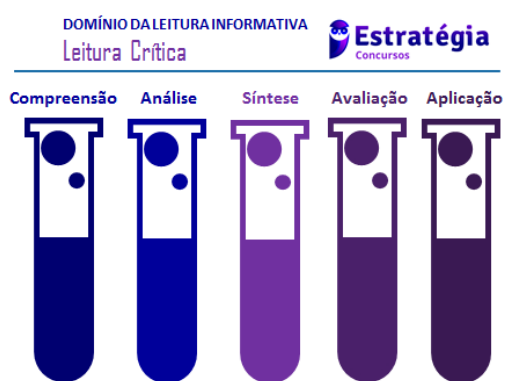 DOMÍNIO DA LEITURA INFORMATIVA
Leitura Crítica
Estratégia
Concursos
Compreensão Análise Síntese Avaliação Aplicação